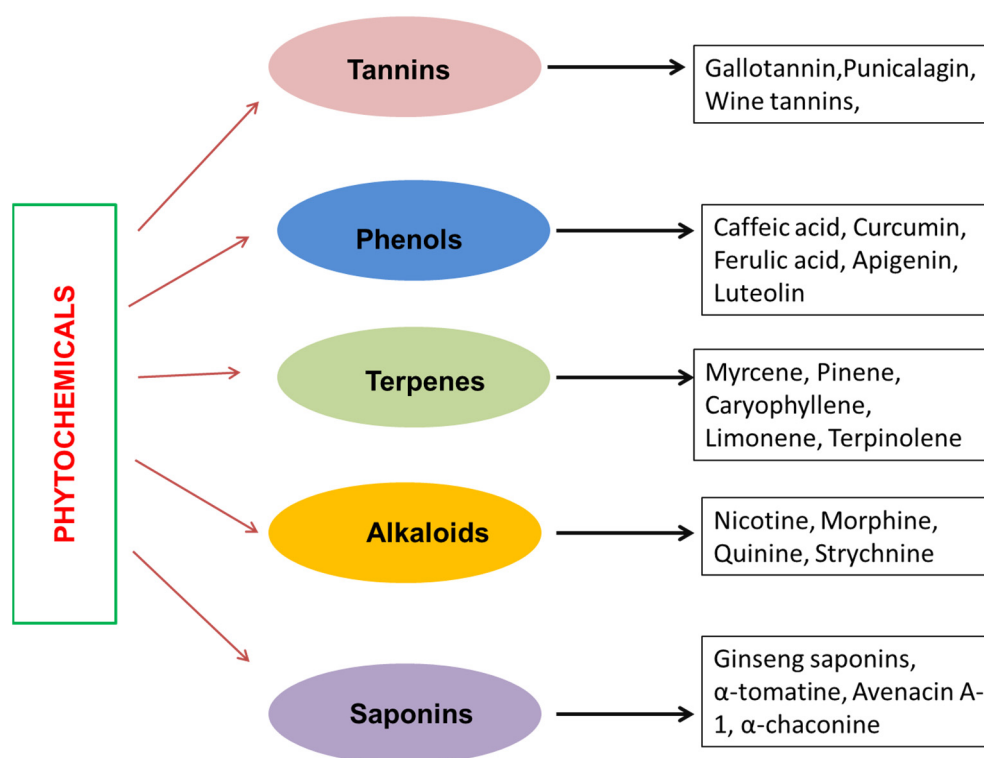 PHYTOCHEMICALS
Tannins
Gallotannin,Punicalagin,
Wine tannins,
Phenols
Caffeic acid, Curcumin,
Ferulic acid, Apigenin,
Luteolin
Terpenes
Myrcene, Pinene,
Caryophyllene,
Limonene, Terpinolene
Alkaloids
Nicotine, Morphine,
Quinine, Strychnine
Saponins
Ginseng saponins,
α-tomatine, Avenacin A-
1, α-chaconine